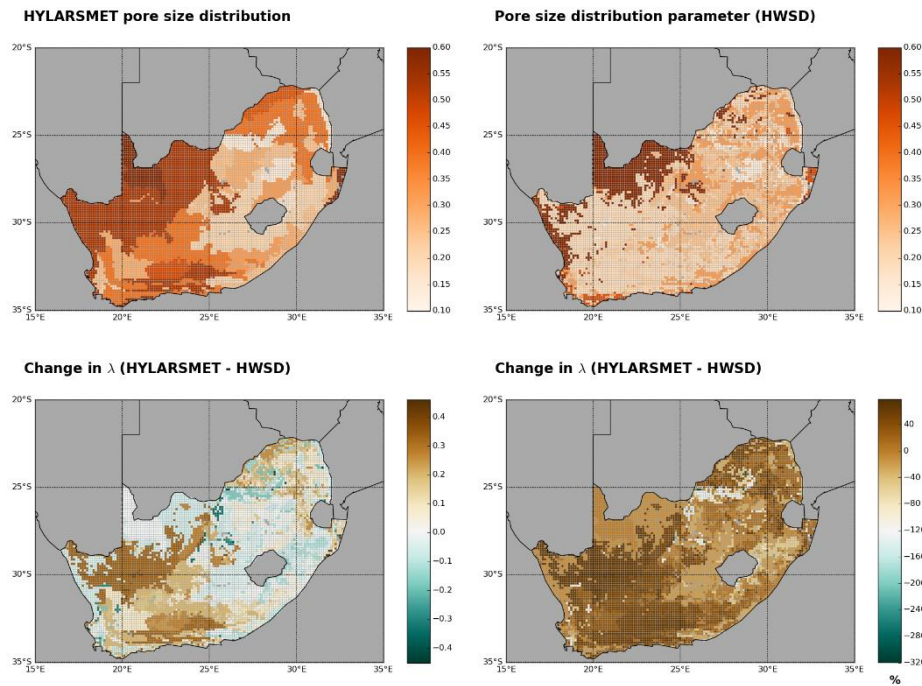 HYLARSMET pore size distribution
Pore size distribution parameter (HWSD)
20°S
25°S
30°S
35°S
15°E
20°E
25°E
30°E
35°E
0.60
0.55
0.50
0.45
0.40
0.35
0.30
0.25
0.20
0.15
0.10
20°S
25°S
30°S
35°S
15°E
20°E
25°E
30°E
35°E
0.60
0.55
0.50
0.45
0.40
0.35
0.30
0.25
0.20
0.15
0.10
Change in λ (HYLARSMET - HWSD)
Change in λ (HYLARSMET - HWSD)
20°S
25°S
30°S
35°S
15°E
20°E
25°E
30°E
35°E
0.4
0.3
0.2
0.1
0.0
−0.1
−0.2
−0.3
−0.4
20°S
25°S
30°S
35°S
15°E
20°E
25°E
30°E
35°E
40
0
−40
−80
−120
−160
−200
−240
−280
−320
%